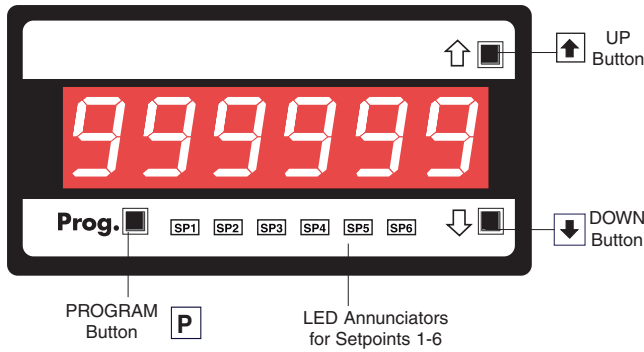 UP
Button
999999
Prog.
SP1 SP2 SP3 SP4 SP5 SP6
DOWN
Button
PROGRAM
Button
P
LED Annunciators
for Setpoints 1-6